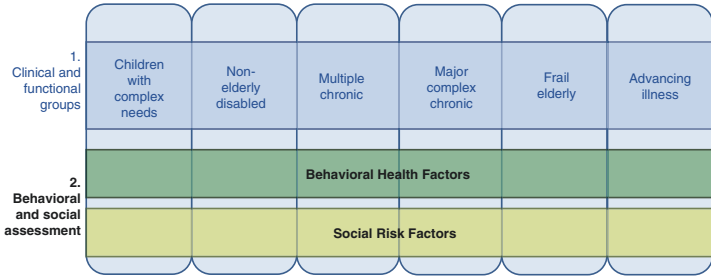 1.
Clinical and
functional
groups
Children
with
complex
needs
Non-
elderly
disabled
Multiple
chronic
Major
complex
chronic
Frail
elderly
Advancing
illness
2.
Behavioral
and social
assessment
Behavioral Health Factors
Social Risk Factors